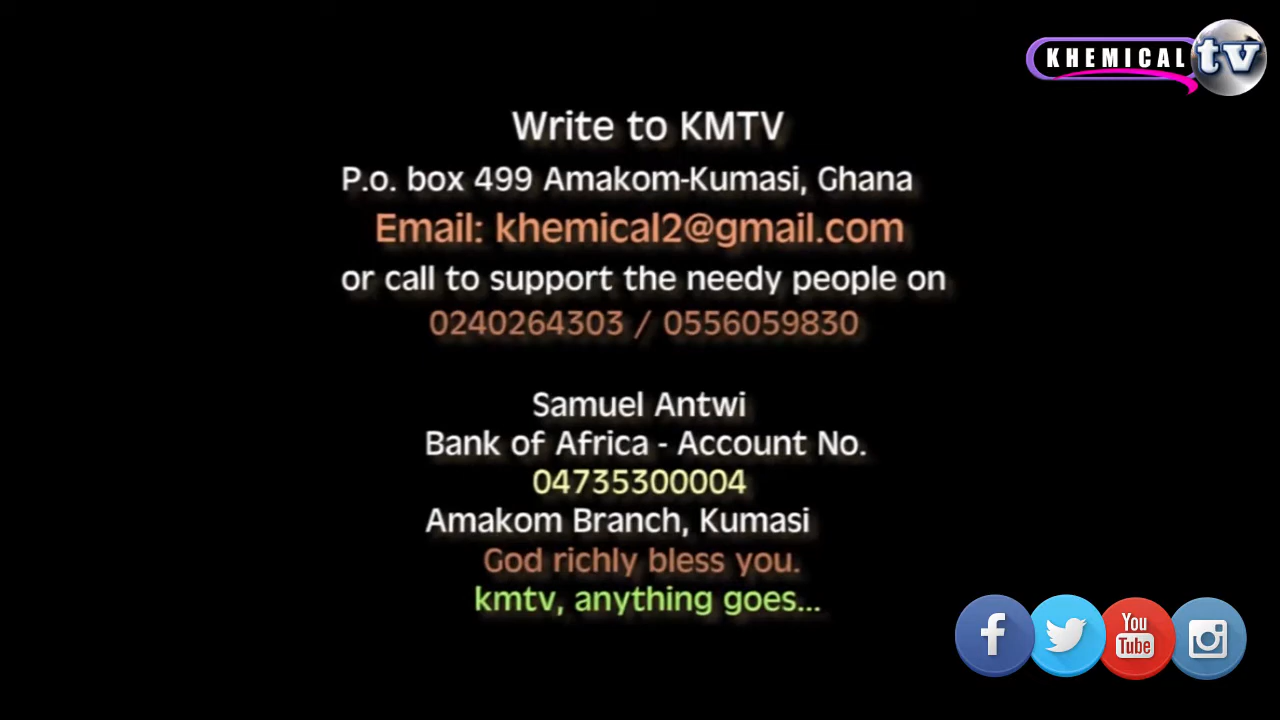 KHEMICAL tv
Write to KMTV
P.o. box 499 Amakom-Kumasi, Ghana
Email: khemical2@gmail.com
or call to support the needy people on
0240264303 / 0556059830
Samuel Antwi
Bank of Africa - Account No.
04735300004
Amakom Branch, Kumasi
God richly bless you.
kmtv, anything goes...
f
You
Tube